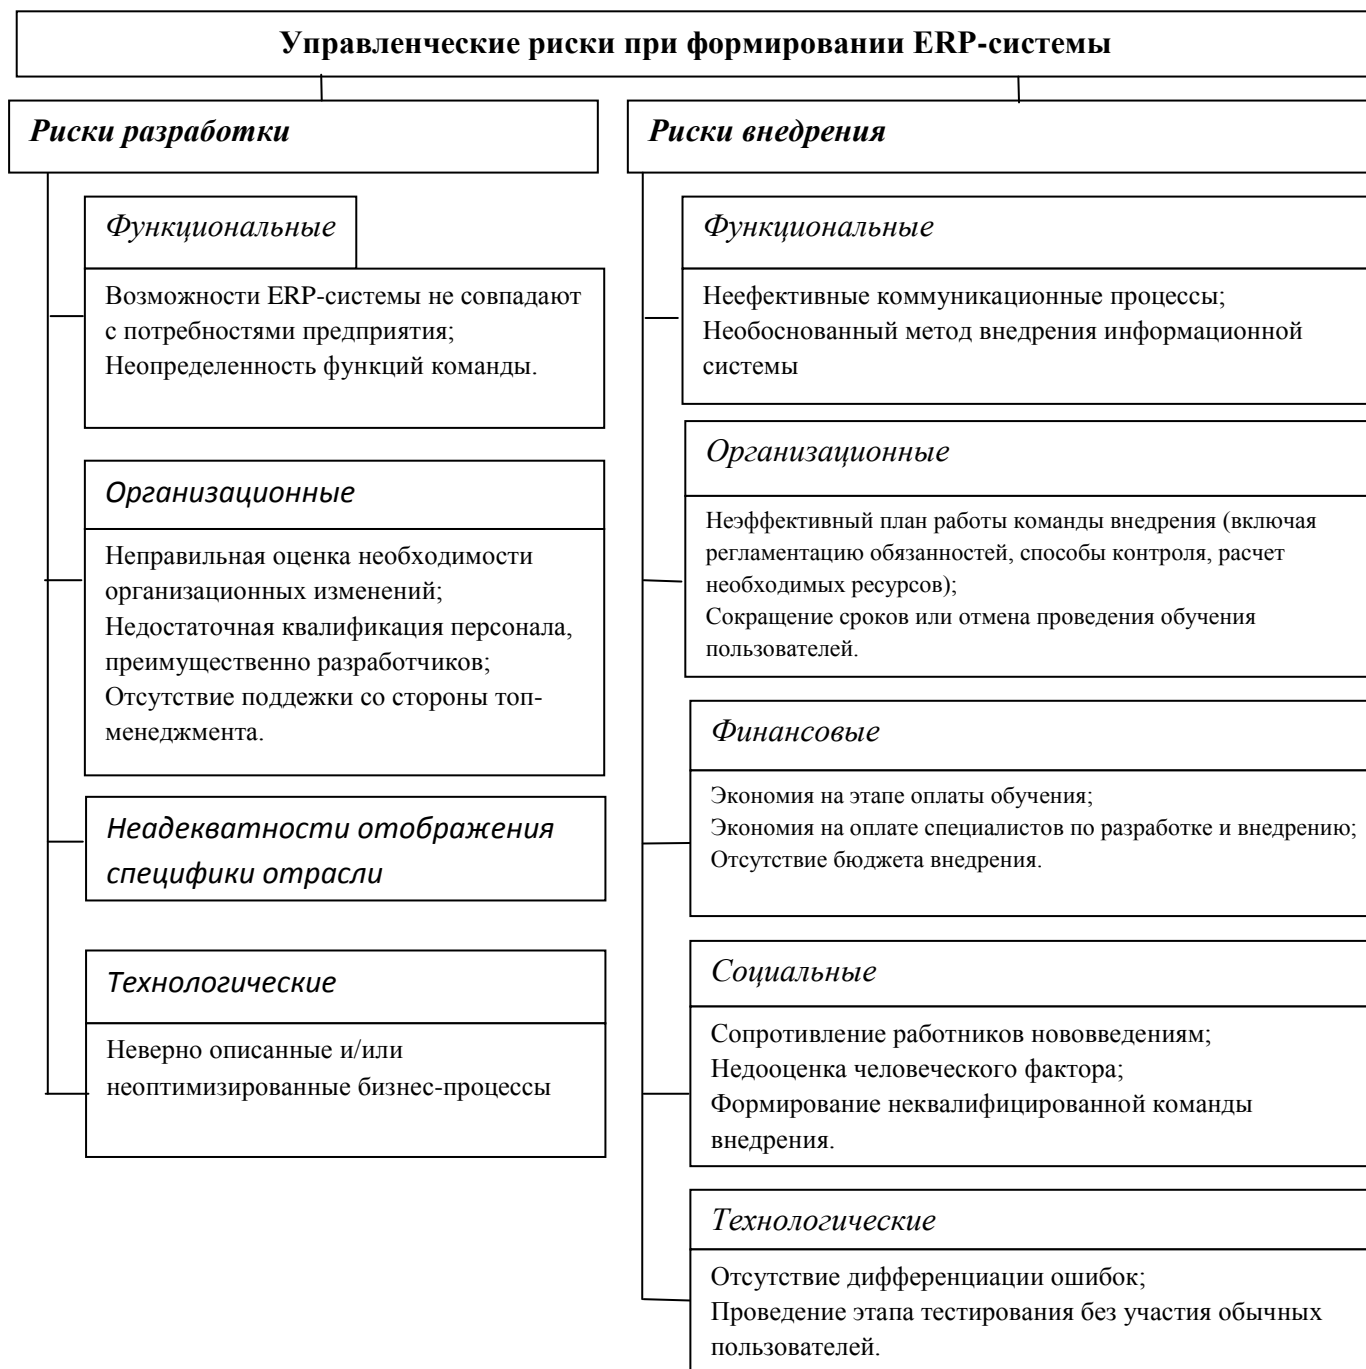 Управленческие риски при формировании ERP-системы
Риски разработки
Функциональные
Возможности ERP-системы не совпадают
с потребностями предприятия;
Неопределенность функций команды.
Организационные
Неправильная оценка необходимости
организационных изменений;
Недостаточная квалификация персонала,
преимущественно разработчиков;
Отсутствие поддежки со стороны топ-
менеджмента.
Неадекватности отображения
специфики отрасли
Технологические
Неверно описанные и/или
неоптимизированные бизнес-процессы
Риски внедрения
Функциональные
Неефективные коммуникационные процессы;
Необоснованный метод внедрения информационной
системы
Организационные
Неэффективный план работы команды внедрения (включая
регламентацию обязанностей, способы контроля, расчет
необходимых ресурсов);
Сокращение сроков или отмена проведения обучения
пользователей.
Финансовые
Экономия на этапе оплаты обучения;
Экономия на оплате специалистов по разработке и внедрению;
Отсутствие бюджета внедрения.
Социальные
Сопротивление работников нововведениям;
Недооценка человеческого фактора;
Формирование неквалифицированной команды
внедрения.
Технологические
Отсутствие дифференциации ошибок;
Проведение этапа тестирования без участия обычных
пользователей.